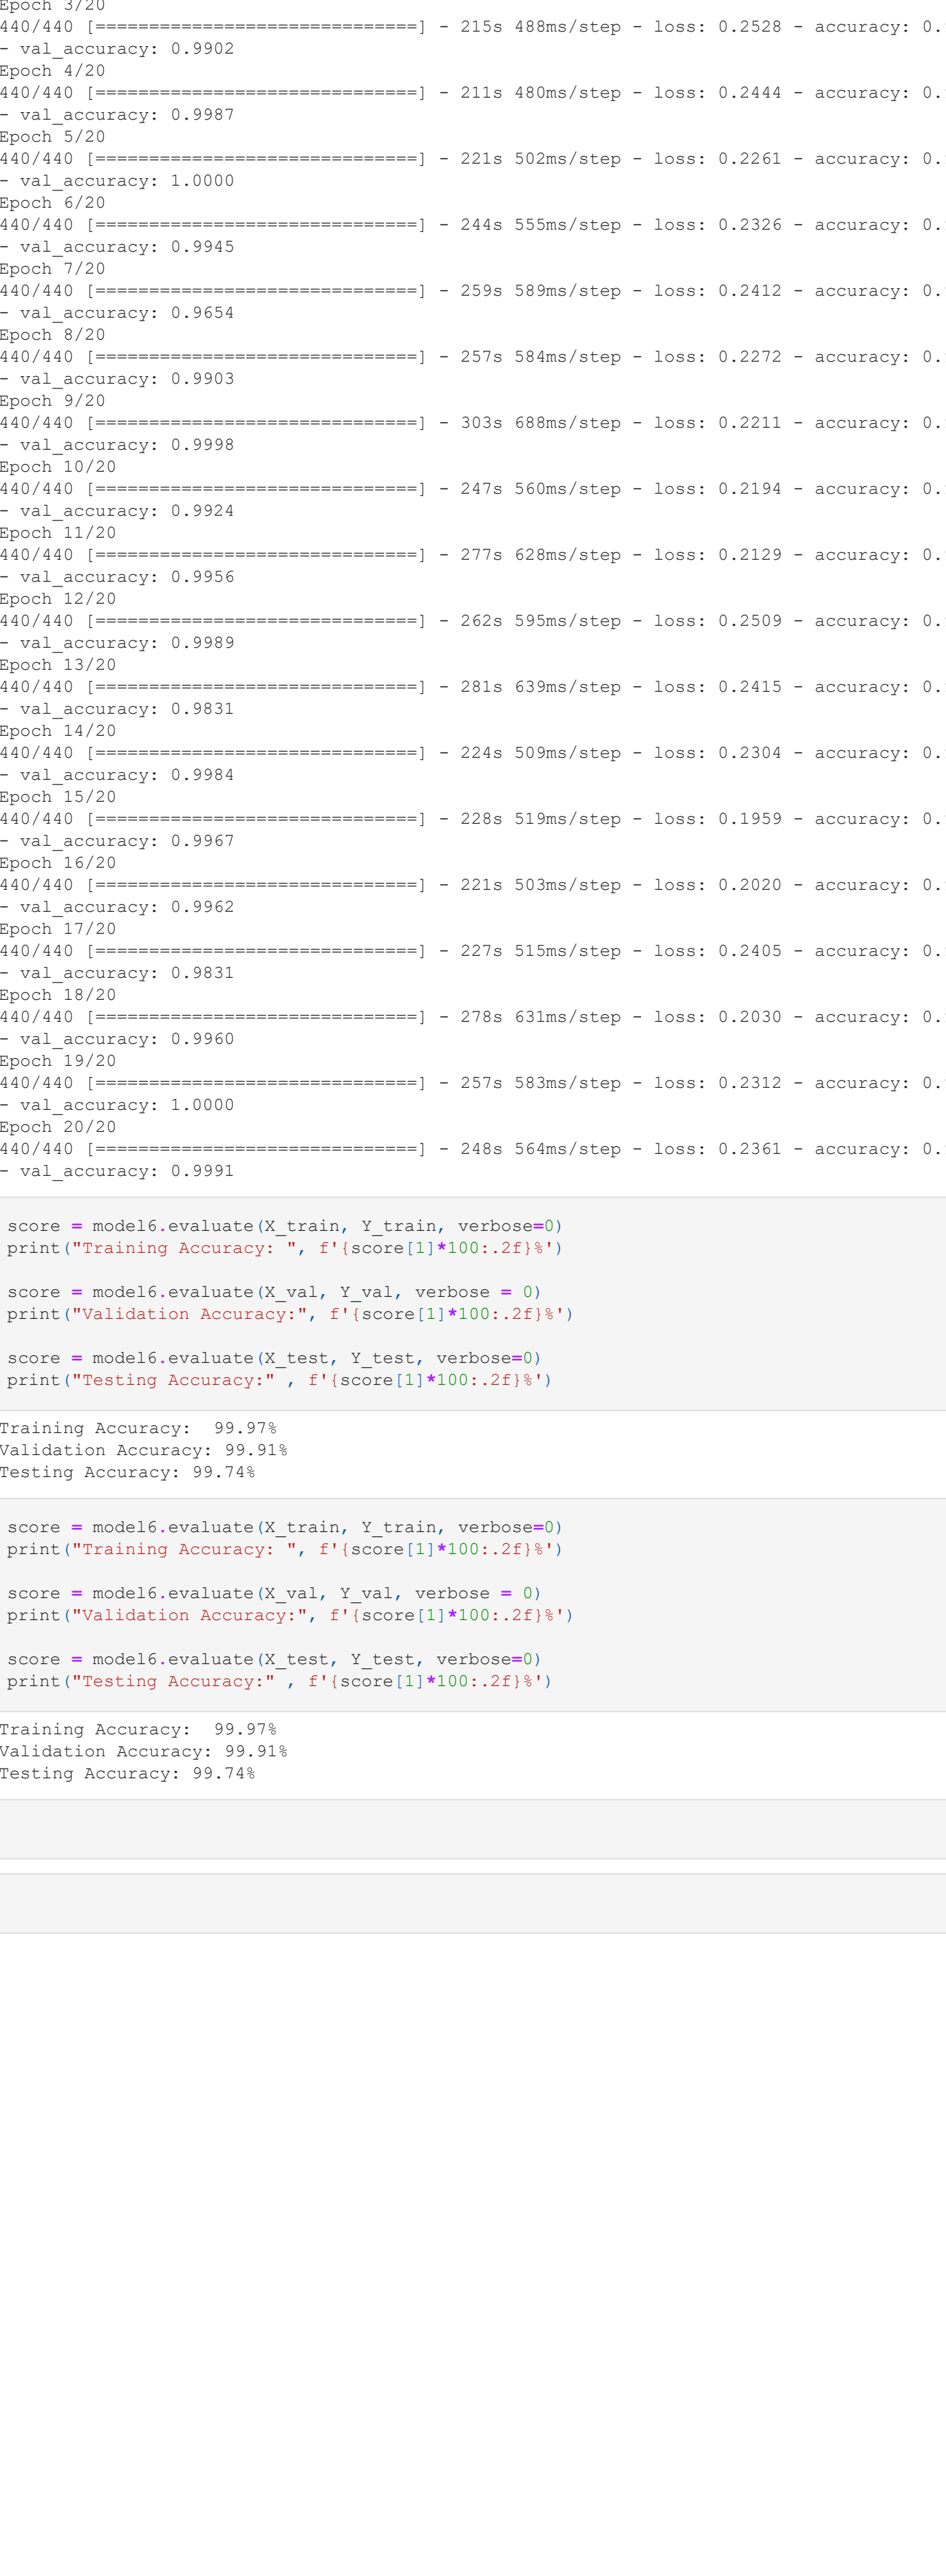 Epoch 3/20
440/440 [==============================] - 215s 488ms/step - loss: 0.2528 - accuracy: 0.
- val_accuracy: 0.9902
Epoch 4/20
440/440 [==============================] - 211s 480ms/step - loss: 0.2444 - accuracy: 0.
- val_accuracy: 0.9987
Epoch 5/20
440/440 [==============================] - 221s 502ms/step - loss: 0.2261 - accuracy: 0.
- val_accuracy: 1.0000
Epoch 6/20
440/440 [==============================] - 244s 555ms/step - loss: 0.2326 - accuracy: 0.
- val_accuracy: 0.9945
Epoch 7/20
440/440 [==============================] - 259s 589ms/step - loss: 0.2412 - accuracy: 0.
- val_accuracy: 0.9654
Epoch 8/20
440/440 [==============================] - 257s 584ms/step - loss: 0.2272 - accuracy: 0.
- val_accuracy: 0.9903
Epoch 9/20
440/440 [==============================] - 303s 688ms/step - loss: 0.2211 - accuracy: 0.
- val_accuracy: 0.9998
Epoch 10/20
440/440 [==============================] - 247s 560ms/step - loss: 0.2194 - accuracy: 0.
- val_accuracy: 0.9924
Epoch 11/20
440/440 [==============================] - 277s 628ms/step - loss: 0.2129 - accuracy: 0.
- val_accuracy: 0.9956
Epoch 12/20
440/440 [==============================] - 262s 595ms/step - loss: 0.2509 - accuracy: 0.
- val_accuracy: 0.9989
Epoch 13/20
440/440 [==============================] - 281s 639ms/step - loss: 0.2415 - accuracy: 0.
- val_accuracy: 0.9831
Epoch 14/20
440/440 [==============================] - 224s 509ms/step - loss: 0.2304 - accuracy: 0.
- val_accuracy: 0.9984
Epoch 15/20
440/440 [==============================] - 228s 519ms/step - loss: 0.1959 - accuracy: 0.
- val_accuracy: 0.9967
Epoch 16/20
440/440 [==============================] - 221s 503ms/step - loss: 0.2020 - accuracy: 0.
- val_accuracy: 0.9962
Epoch 17/20
440/440 [==============================] - 227s 515ms/step - loss: 0.2405 - accuracy: 0.
- val_accuracy: 0.9831
Epoch 18/20
440/440 [==============================] - 278s 631ms/step - loss: 0.2030 - accuracy: 0.
- val_accuracy: 0.9960
Epoch 19/20
440/440 [==============================] - 257s 583ms/step - loss: 0.2312 - accuracy: 0.
- val_accuracy: 1.0000
Epoch 20/20
440/440 [==============================] - 248s 564ms/step - loss: 0.2361 - accuracy: 0.
- val_accuracy: 0.9991
score = model6.evaluate(X_train, Y_train, verbose=0)
print("Training Accuracy: ", f'{score[1]*100:.2f}%')
score = model6.evaluate(X_val, Y_val, verbose = 0)
print("Validation Accuracy:", f'{score[1]*100:.2f}%')
score = model6.evaluate(X_test, Y_test, verbose=0)
print("Testing Accuracy:" , f'{score[1]*100:.2f}%')
Training Accuracy:  99.97%
Validation Accuracy: 99.91%
Testing Accuracy: 99.74%
score = model6.evaluate(X_train, Y_train, verbose=0)
print("Training Accuracy: ", f'{score[1]*100:.2f}%')
score = model6.evaluate(X_val, Y_val, verbose = 0)
print("Validation Accuracy:", f'{score[1]*100:.2f}%')
score = model6.evaluate(X_test, Y_test, verbose=0)
print("Testing Accuracy:" , f'{score[1]*100:.2f}%')
Training Accuracy:  99.97%
Validation Accuracy: 99.91%
Testing Accuracy: 99.74%